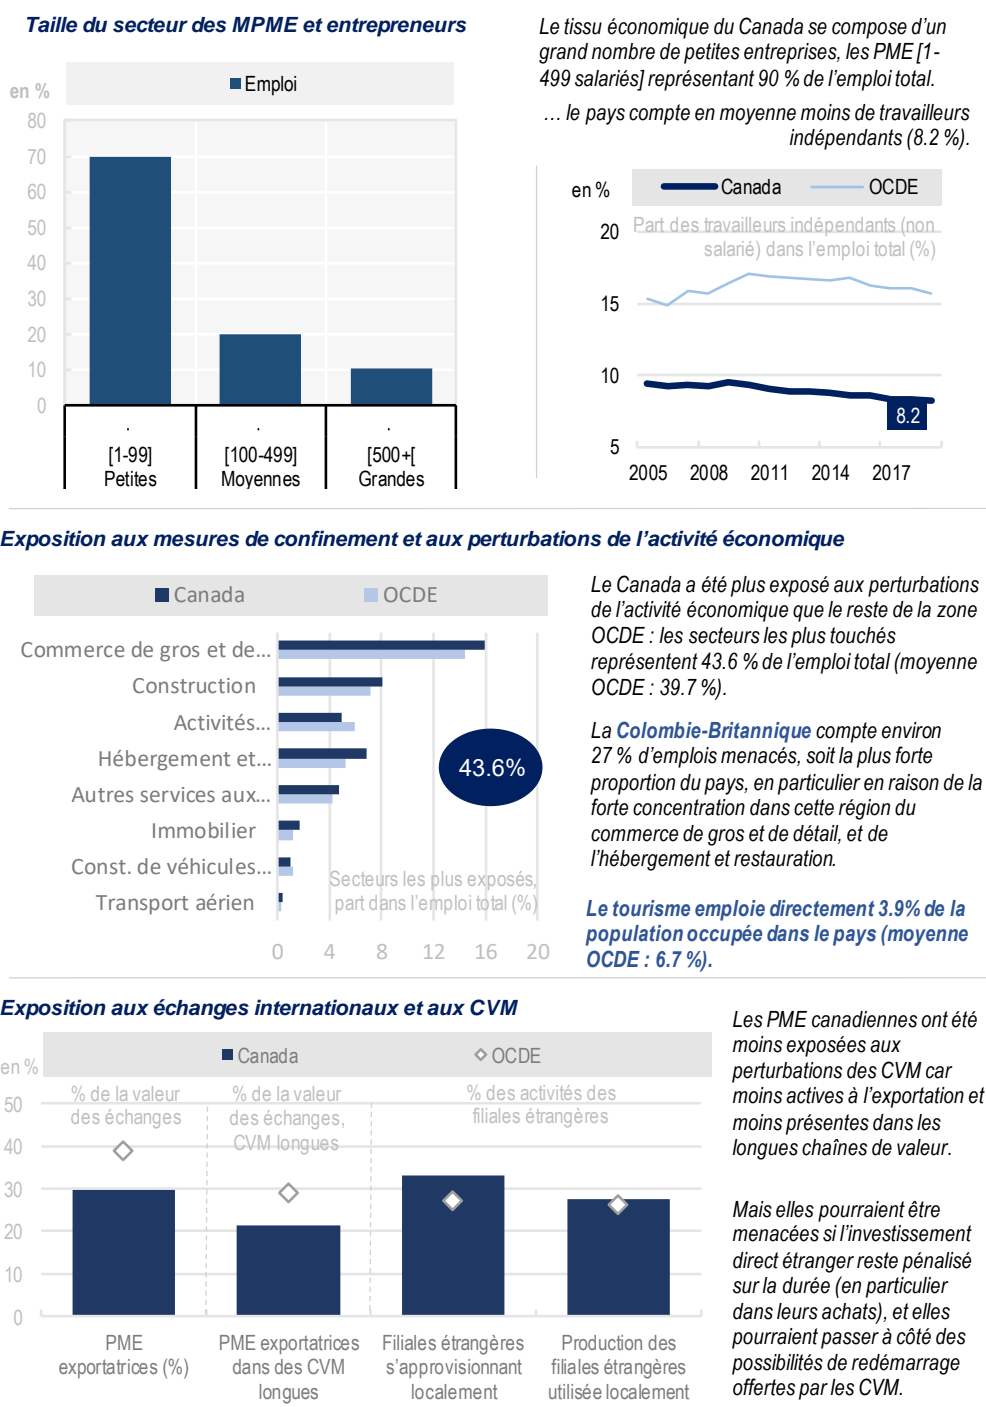 Taille du secteur des MPME et entrepreneurs
en %
Emploi
80
70
60
50
40
30
20
10
0
.
.
.
[1-99]
[100-499]
[500+[
Petites
Moyennes
Grandes
Le tissu économique du Canada se compose d'un
grand nombre de petites entreprises, les PME [1-
499 salariés] représentant 90 % de l'emploi total.
… le pays compte en moyenne moins de travailleurs
indépendants (8.2 %).
en %
Canada
OCDE
Part des travailleurs indépendants (non
salarié) dans l'emploi total (%)
20
15
10
5
8.2
2005
2008
2011
2014
2017
Exposition aux mesures de confinement et aux perturbations de l'activité économique
Canada
OCDE
Commerce de gros et de…
Construction
Activités…
Hébergement et…
Autres services aux…
Immobilier
Const. de véhicules…
Transport aérien
43.6%
Secteurs les plus exposés,
part dans l'emploi total (%)
0
4
8
12
16
20
Le Canada a été plus exposé aux perturbations
de l'activité économique que le reste de la zone
OCDE : les secteurs les plus touchés
représentent 43.6 % de l'emploi total (moyenne
OCDE : 39.7 %).
La Colombie-Britannique compte environ
27 % d'emplois menacés, soit la plus forte
proportion du pays, en particulier en raison de la
forte concentration dans cette région du
commerce de gros et de détail, et de
l'hébergement et restauration.
Le tourisme emploie directement 3.9% de la
population occupée dans le pays (moyenne
OCDE : 6.7 %).
Exposition aux échanges internationaux et aux CVM
en %
Canada
OCDE
% de la valeur
des échanges
% de la valeur
des échanges,
CVM longues
% des activités des
filiales étrangères
50
40
30
20
10
0
PME
exportatrices (%)
PME exportatrices
dans des CVM
longues
Filiales étrangères
s'approvisionnant
localement
Production des
filiales étrangères
utilisée localement
Les PME canadiennes ont été
moins exposées aux
perturbations des CVM car
moins actives à l'exportation et
moins présentes dans les
longues chaînes de valeur.
Mais elles pourraient être
menacées si l'investissement
direct étranger reste pénalisé
sur la durée (en particulier
dans leurs achats), et elles
pourraient passer à côté des
possibilités de redémarrage
offertes par les CVM.